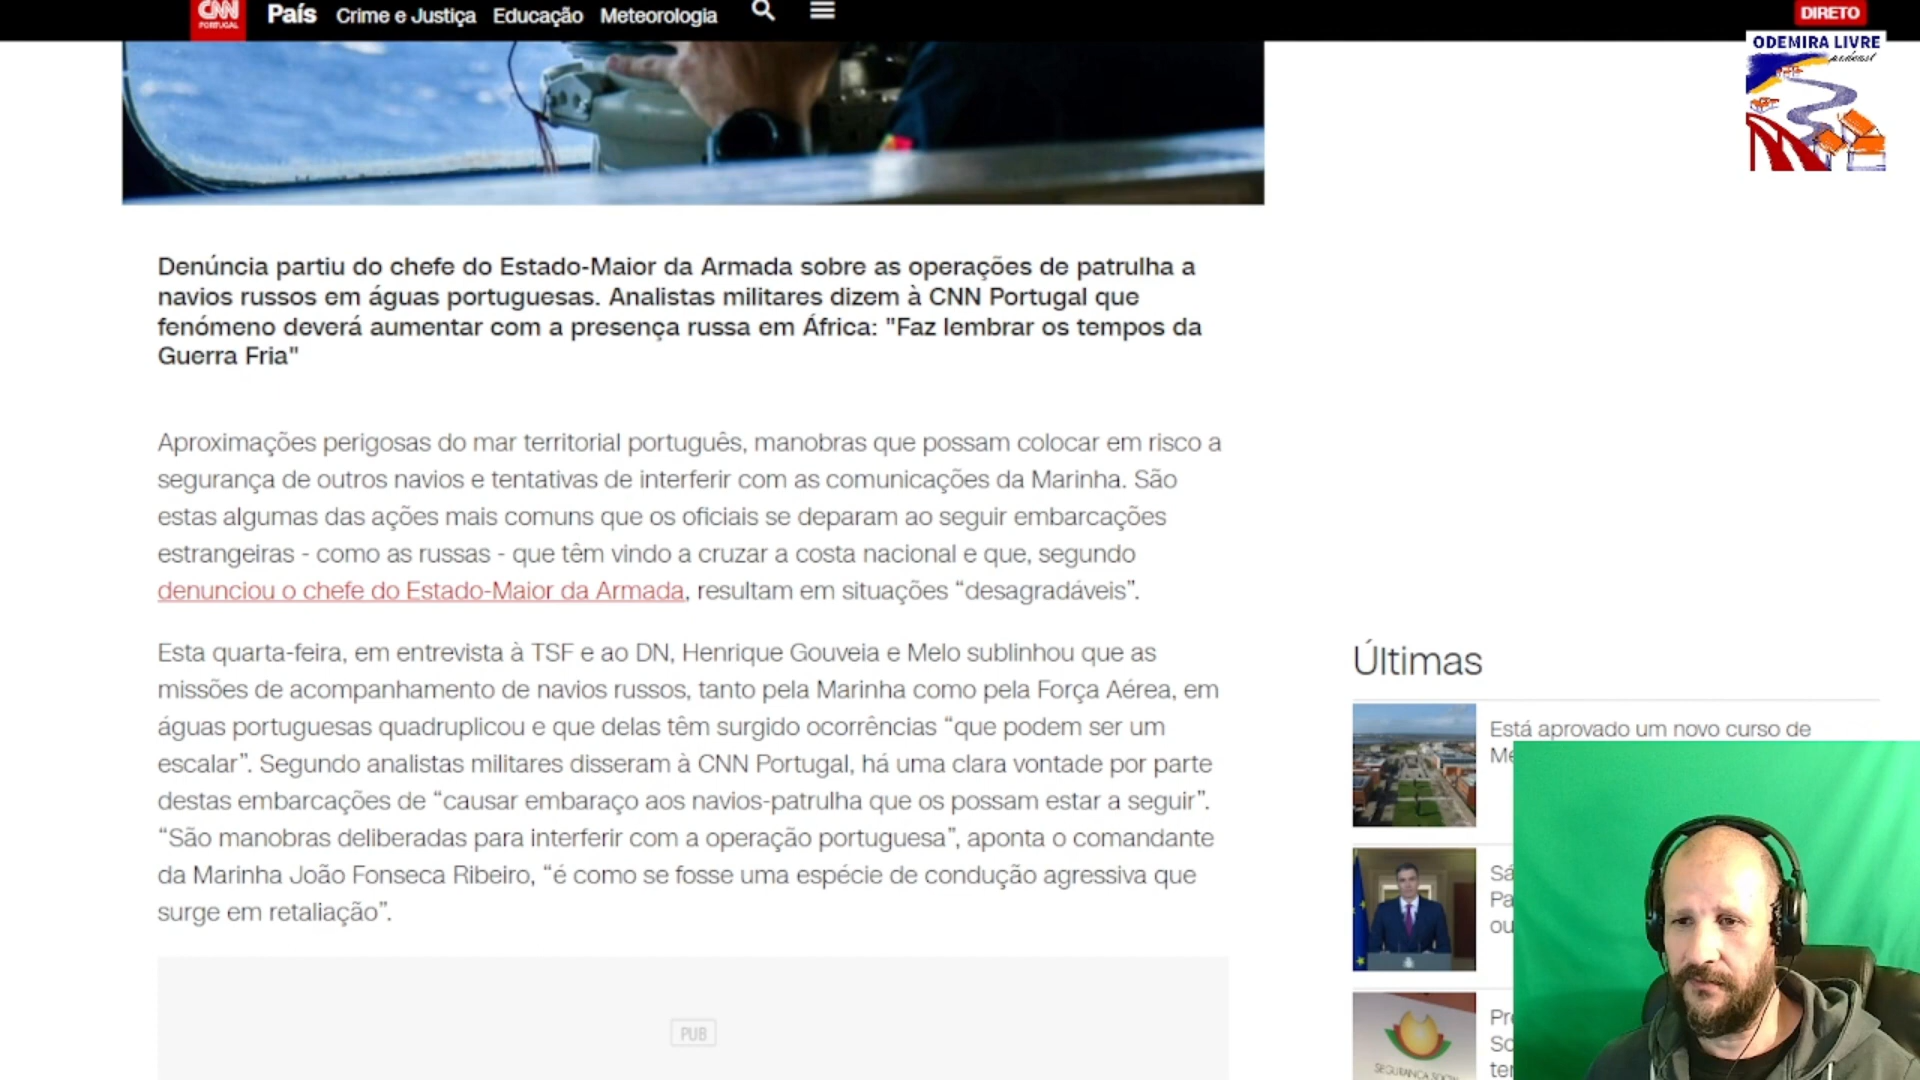 CNN
PORTUGAL
País
Crime e Justiça
Educação
Meteorologia
DIRETO
ODEMIRA LIVRE
podcast
Denúncia partiu do chefe do Estado-Maior da Armada sobre as operações de patrulha a
navios russos em águas portuguesas. Analistas militares dizem à CNN Portugal que
fenómeno deverá aumentar com a presença russa em África: "Faz lembrar os tempos da
Guerra Fria"
Aproximações perigosas do mar territorial português, manobras que possam colocar em risco a
segurança de outros navios e tentativas de interferir com as comunicações da Marinha. São
estas algumas das ações mais comuns que os oficiais se deparam ao seguir embarcações
estrangeiras - como as russas - que têm vindo a cruzar a costa nacional e que, segundo
denunciou o chefe do Estado-Maior da Armada, resultam em situações “desagradáveis”.
Esta quarta-feira, em entrevista à TSF e ao DN, Henrique Gouveia e Melo sublinhou que as
missões de acompanhamento de navios russos, tanto pela Marinha como pela Força Aérea, em
águas portuguesas quadruplicou e que delas têm surgido ocorrências “que podem ser um
escalar”. Segundo analistas militares disseram à CNN Portugal, há uma clara vontade por parte
destas embarcações de “causar embaraço aos navios-patrulha que os possam estar a seguir”.
“São manobras deliberadas para interferir com a operação portuguesa”, aponta o comandante
da Marinha João Fonseca Ribeiro, “é como se fosse uma espécie de condução agressiva que
surge em retaliação”.
PUB
Últimas
Está aprovado um novo curso de
SEGURANÇA SOCIAL